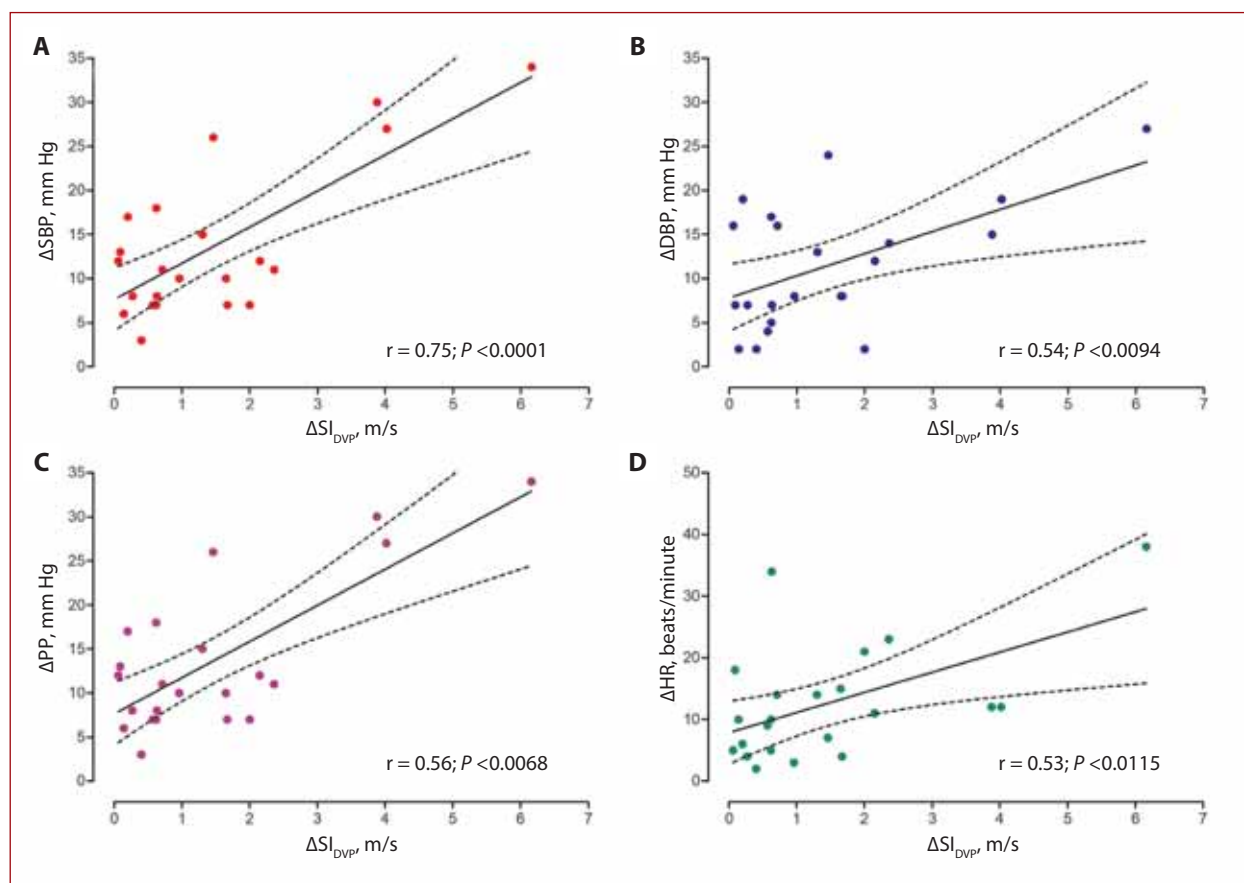 A
35
30
25
20
15
10
5
0
ΔSBP, mm Hg
r = 0.75; P <0.0001
0 1 2 3 4 5 6 7
ΔSI_DVP, m/s
B
35
30
25
20
15
10
5
0
ΔDBP, mm Hg
r = 0.54; P <0.0094
0 1 2 3 4 5 6 7
ΔSI_DVP, m/s
C
35
30
25
20
15
10
5
0
ΔPP, mm Hg
r = 0.56; P <0.0068
0 1 2 3 4 5 6 7
ΔSI_DVP, m/s
D
50
40
30
20
10
0
ΔHR, beats/minute
r = 0.53; P <0.0115
0 1 2 3 4 5 6 7
ΔSI_DVP, m/s